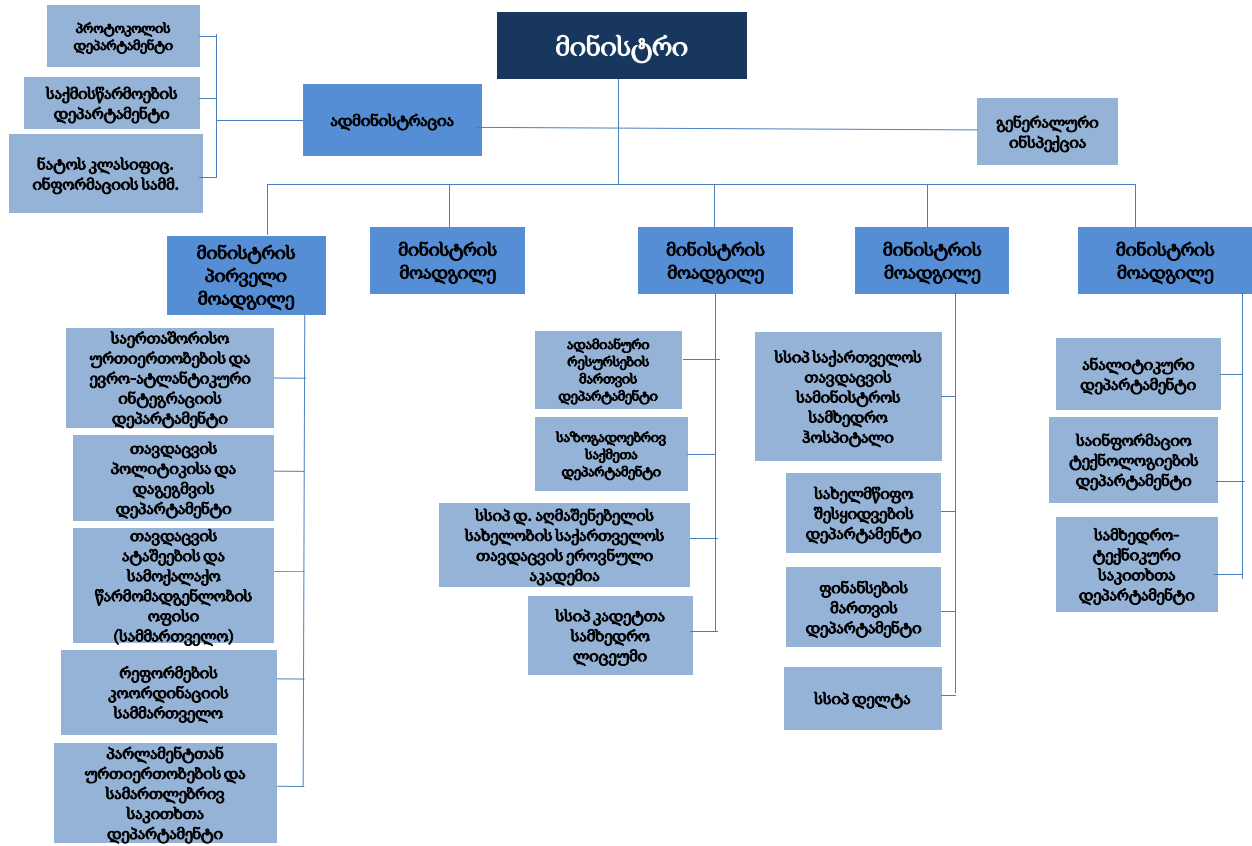 მინისტრი
პროტოკოლის
დეპარტამენტი
საქმისწარმოების
დეპარტამენტი
ნატოს კლასიფიც.
ინფორმაციის სამმ.
ადმინისტრაცია
გენერალური
ინსპექცია
მინისტრის
პირველი
მოადგილე
მინისტრის
მოადგილე
მინისტრის
მოადგილე
მინისტრის
მოადგილე
მინისტრის
მოადგილე
საერთაშორისო
ურთიერთობების და
ევრო-ატლანტიკური
ინტეგრაციის
დეპარტამენტი
თავდაცვის
პოლიტიკისა და
დაგეგმვის
დეპარტამენტი
თავდაცვის
ატაშეების და
სამოქალაქო
წარმომადგენლობის
ოფისი
(სამმართველო)
რეფორმების
კოორდინაციის
სამმართველო
პარლამენტთან
ურთიერთობების და
სამართლებრივ
საკითხთა
დეპარტამენტი
ადამიანური
რესურსების
მართვის
დეპარტამენტი
საზოგადოებრივ
საქმეთა
დეპარტამენტი
სსიპ დ. აღმაშენებელის
სახელობის საქართველოს
თავდაცვის ეროვნული
აკადემია
სსიპ კადეტთა
სამხედრო
ლიცეუმი
სსიპ საქართველოს
თავდაცვის
სამინისტროს
სამხედრო
ჰოსპიტალი
სახელმწიფო
შესყიდვების
დეპარტამენტი
ფინანსების
მართვის
დეპარტამენტი
სსიპ დელტა
ანალიტიკური
დეპარტამენტი
საინფორმაციო
ტექნოლოგიების
დეპარტამენტი
სამხედრო-
ტექნიკური
საკითხთა
დეპარტამენტი